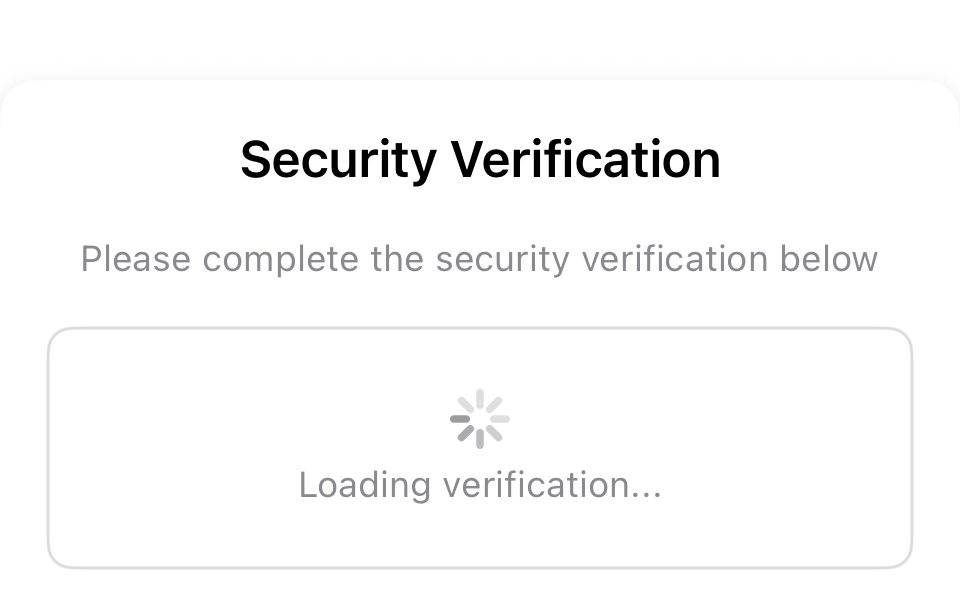 Security Verification
Please complete the security verification below
Loading verification...